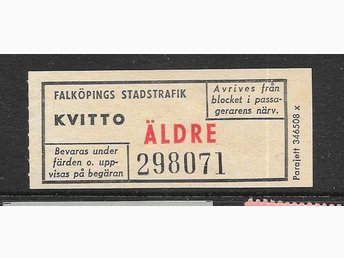 FALKÖPINGS STADSTRAFIK
KVITTO
Avrives från
blocket i passa-
gerarens närv.
ÄLDRE
Bevaras under
färden o. upp-
visas på begäran
298071
Parajett 346508 x